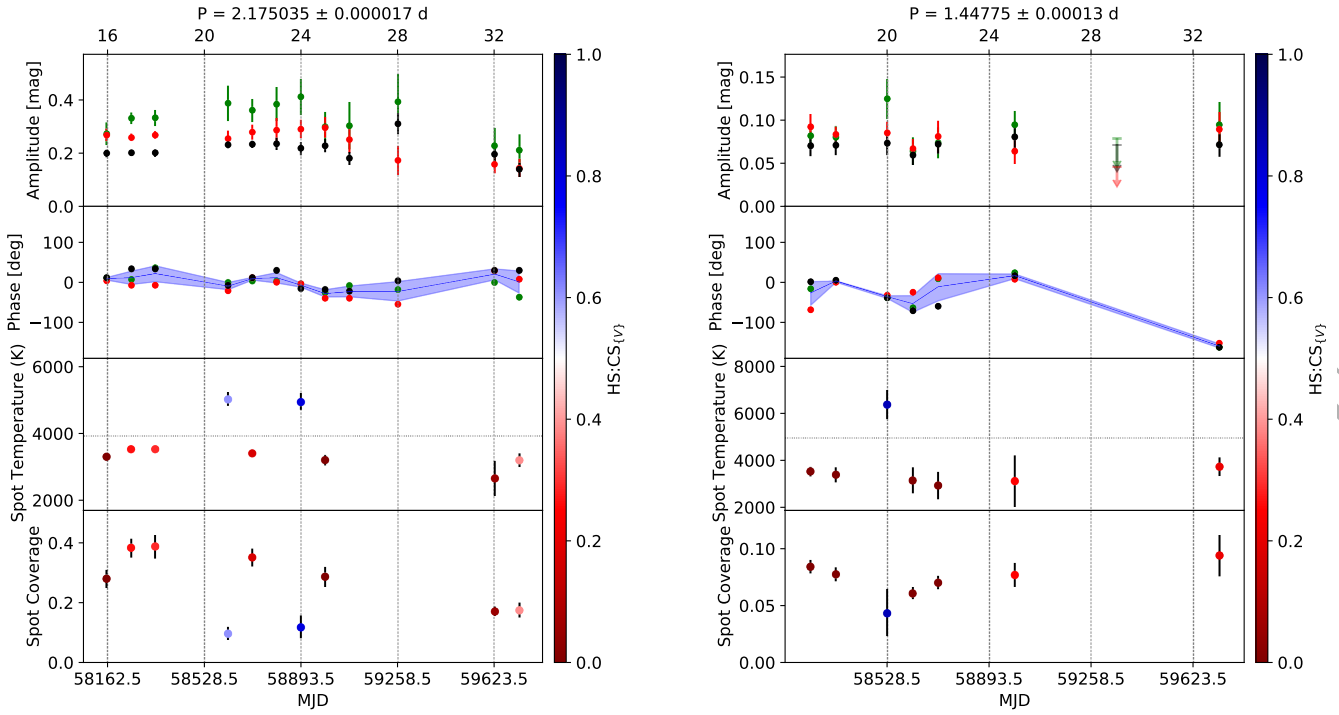 P = 2.175035 ± 0.000017 d
16 20 24 28 32
Amplitude [mag]
0.4
0.2
0.0
Phase [deg]
100
0
−100
Spot Temperature (K)
6000
4000
2000
Spot Coverage
0.4
0.2
0.0
58162.5 58528.5 58893.5 59258.5 59623.5
MJD
1.0
0.8
0.6
0.4
0.2
0.0
HS:CS{V}
P = 1.44775 ± 0.00013 d
20 24 28 32
Amplitude [mag]
0.15
0.10
0.05
0.00
Phase [deg]
100
0
−100
Spot Temperature (K)
8000
6000
4000
2000
Spot Coverage
0.10
0.05
0.00
58528.5 58893.5 59258.5 59623.5
MJD
1.0
0.8
0.6
0.4
0.2
0.0
HS:CS{V}